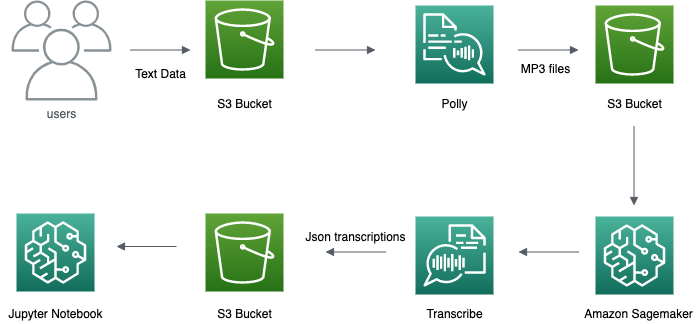 Text Data
MP3 files
users
S3 Bucket
Polly
S3 Bucket
Json transcriptions
Jupyter Notebook
S3 Bucket
Transcribe
Amazon Sagemaker